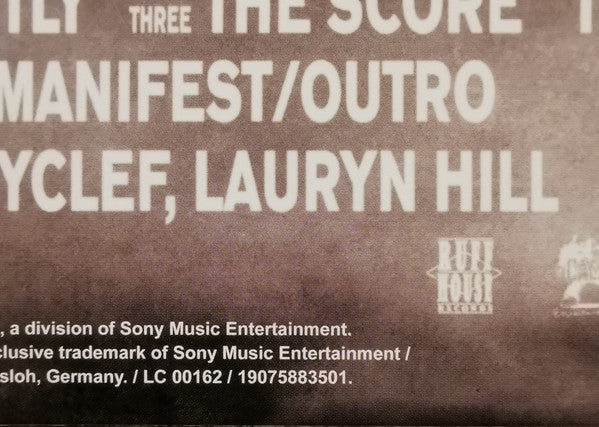 TLY THREE THE SCORE
MANIFEST/OUTRO
YCLEF, LAURYN HILL
RUFF
HOUSE
RECORDS
, a division of Sony Music Entertainment.
clusive trademark of Sony Music Entertainment /
sloh, Germany. / LC 00162 / 19075883501.